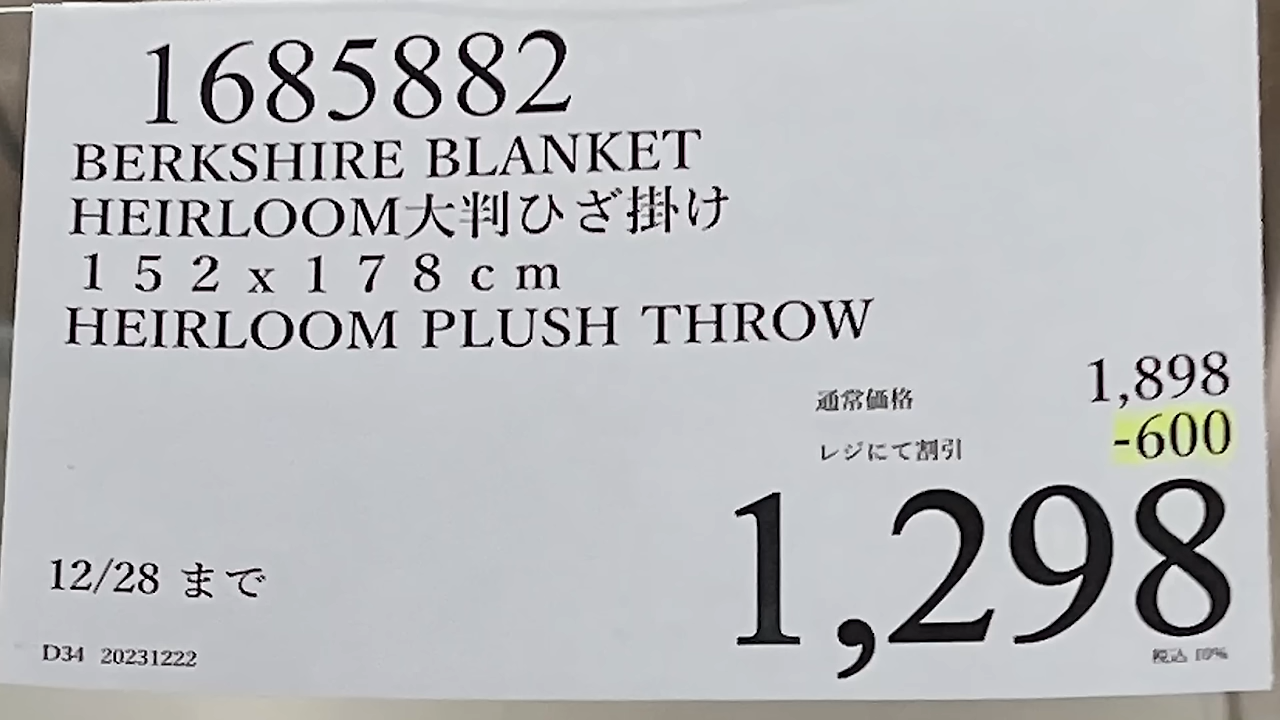 1685882
BERKSHIRE BLANKET
HEIRLOOM大判ひざ掛け
１５２ｘ１７８ｃｍ
HEIRLOOM PLUSH THROW
通常価格 1,898
レジにて割引 -600
1,298
税込 10%
12/28 まで
D34 20231222